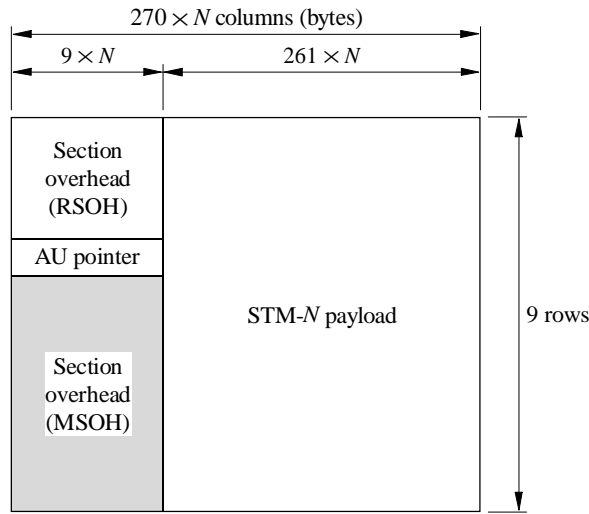 270 × N columns (bytes)
9 × N
261 × N
Section
overhead
(RSOH)
AU pointer
Section
overhead
(MSOH)
STM-N payload
9 rows